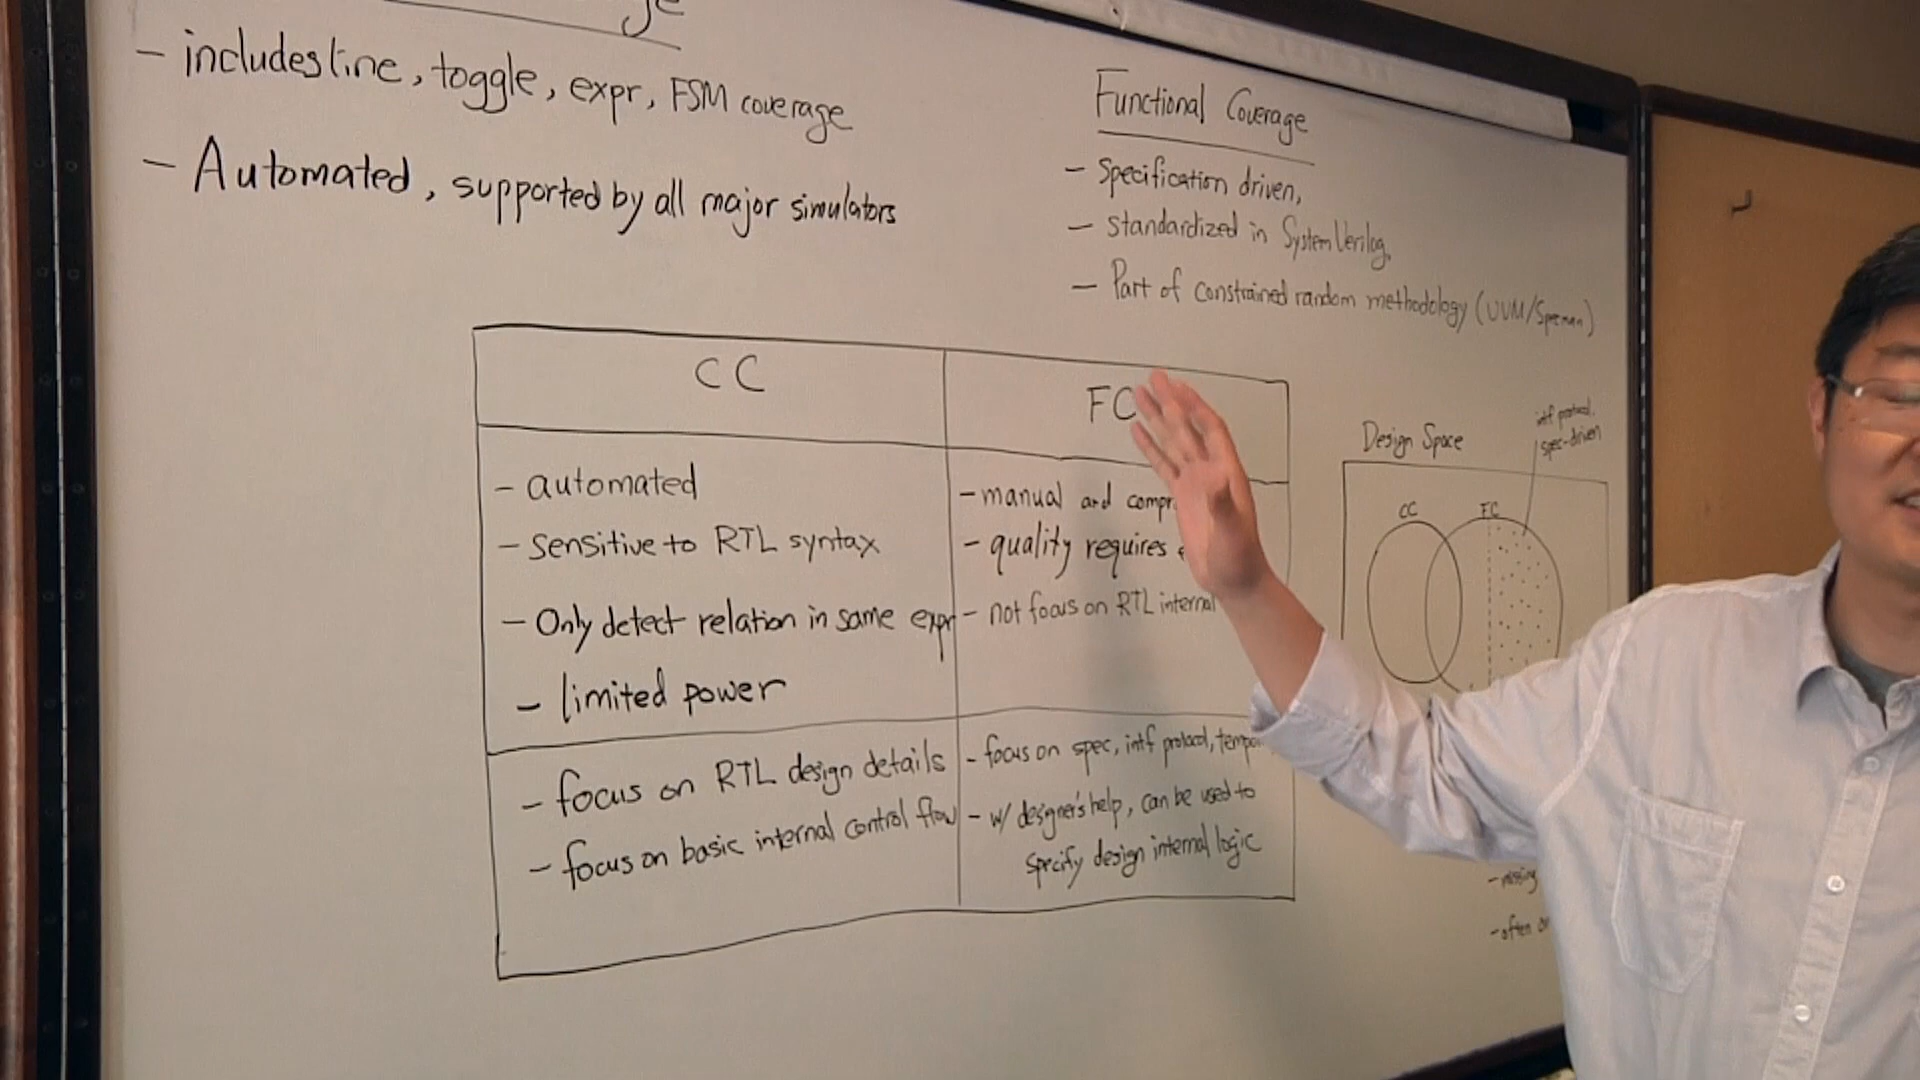 - includes line, toggle, expr, FSM coverage
- Automated, supported by all major simulators
Functional Coverage
- Specification driven,
- standardized in SystemVerilog,
- Part of constrained random methodology (UVM/Specman)
CC
FC
- automated
- sensitive to RTL syntax
- Only detect relation in same expr
- limited power
- manual and
- quality requires
- not focus on RTL internal
- focus on RTL design details
- focus on basic internal control flow
- focus on spec, intf protocol,
- w/ designer's help, can be used to
specify design internal logic
Design Space
intf protocol,
spec-driven
CC
FC
- missing
- often